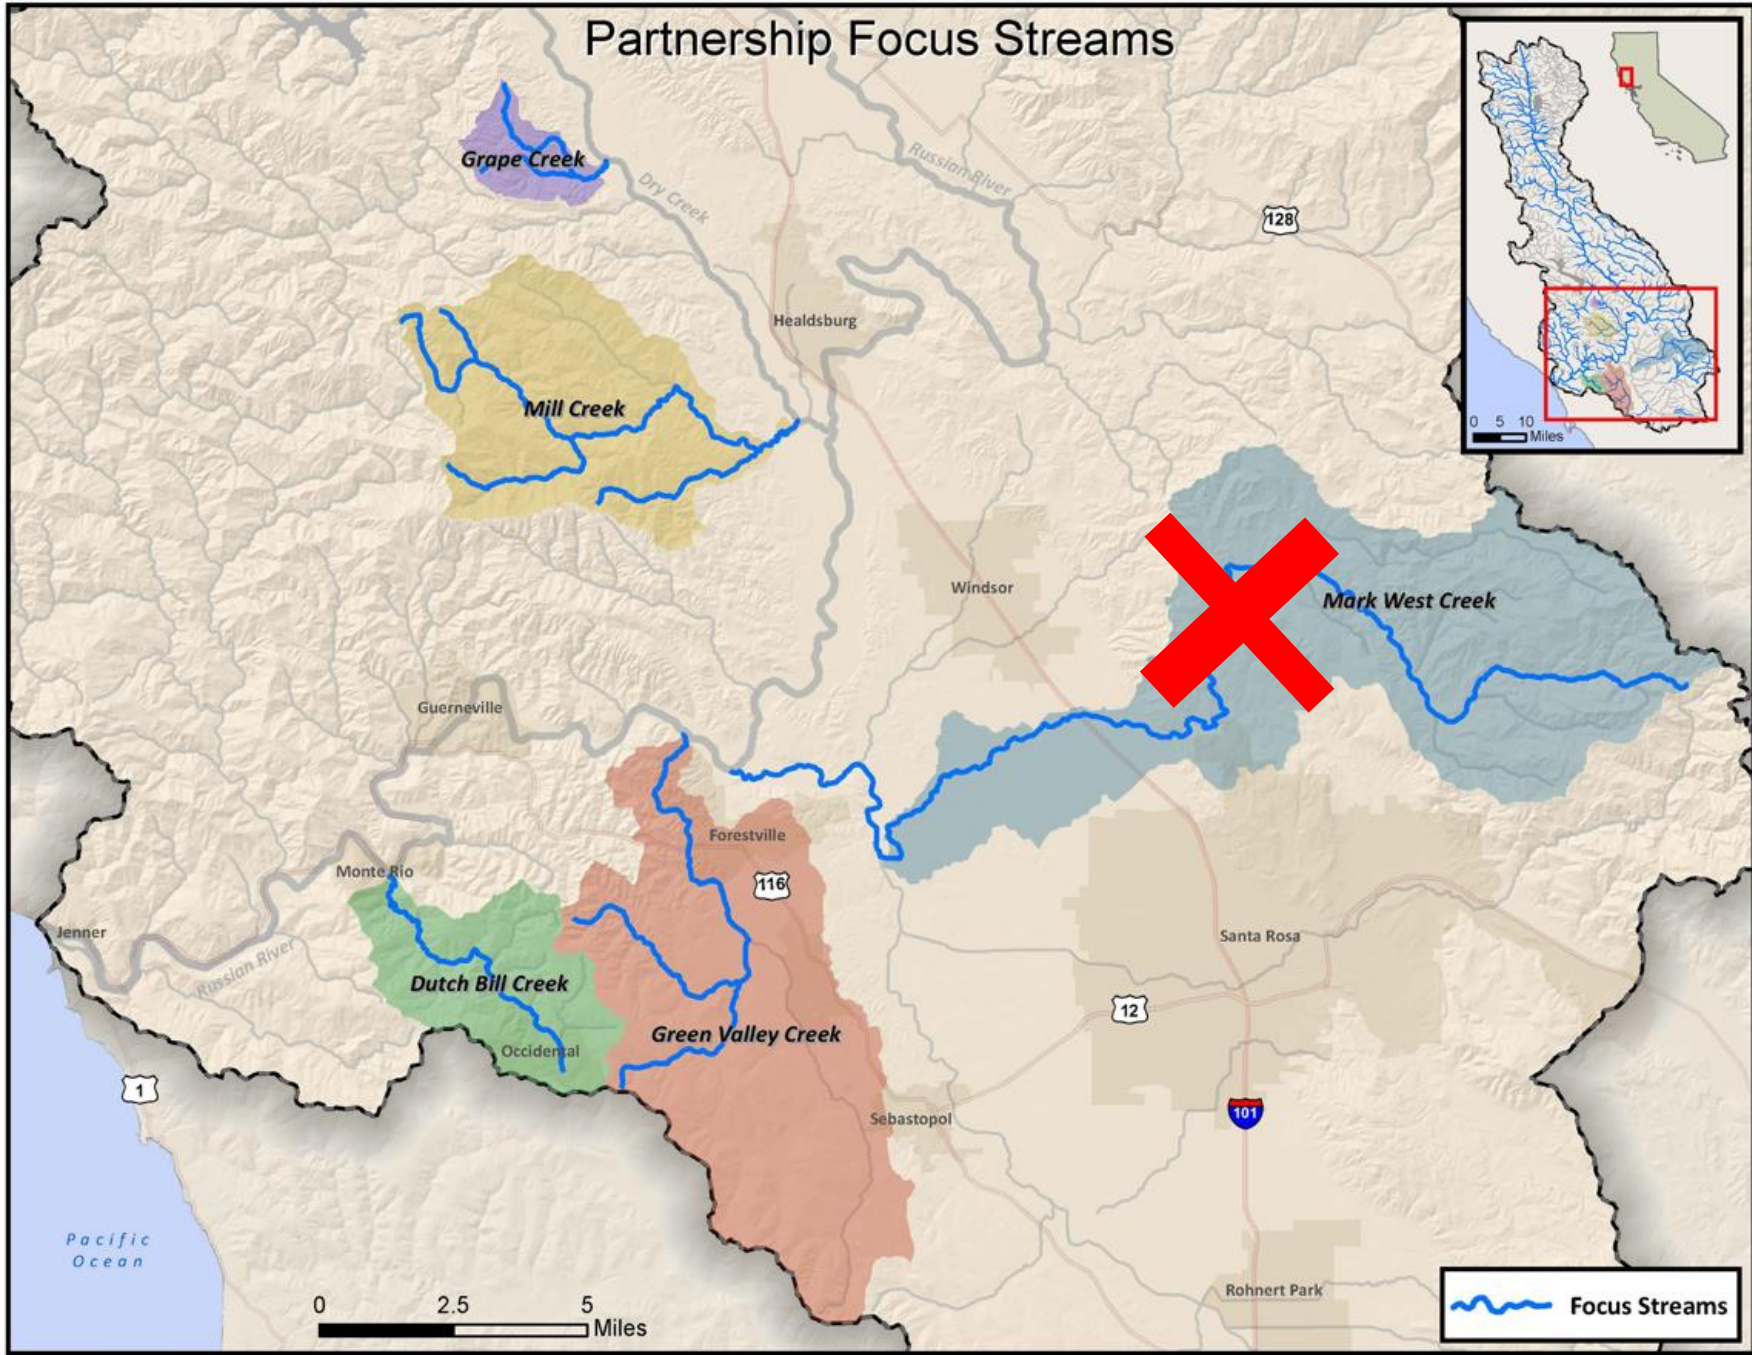 Partnership Focus Streams
Grape Creek
Dry Creek
Russian River
128
Healdsburg
Mill Creek
Windsor
Mark West Creek
Guerneville
Forestville
116
Monte Rio
Jenner
Russian River
Dutch Bill Creek
Occidental
Green Valley Creek
Santa Rosa
12
1
Sebastopol
101
Pacific
Ocean
Rohnert Park
0 2.5 5
Miles
0 5 10
Miles
Focus Streams